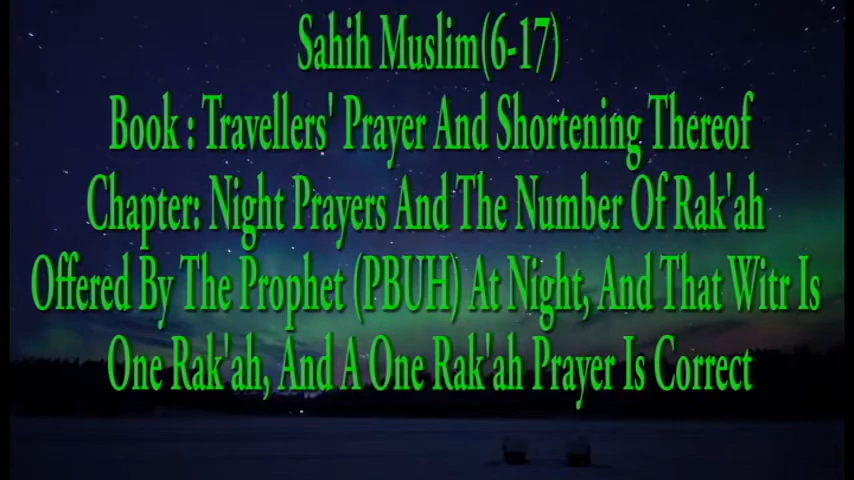 Sahih Muslim(6-17)
Book : Travellers' Prayer And Shortening Thereof
Chapter: Night Prayers And The Number Of Rak'ah
Offered By The Prophet (PBUH) At Night, And That Witr Is
One Rak'ah, And A One Rak'ah Prayer Is Correct